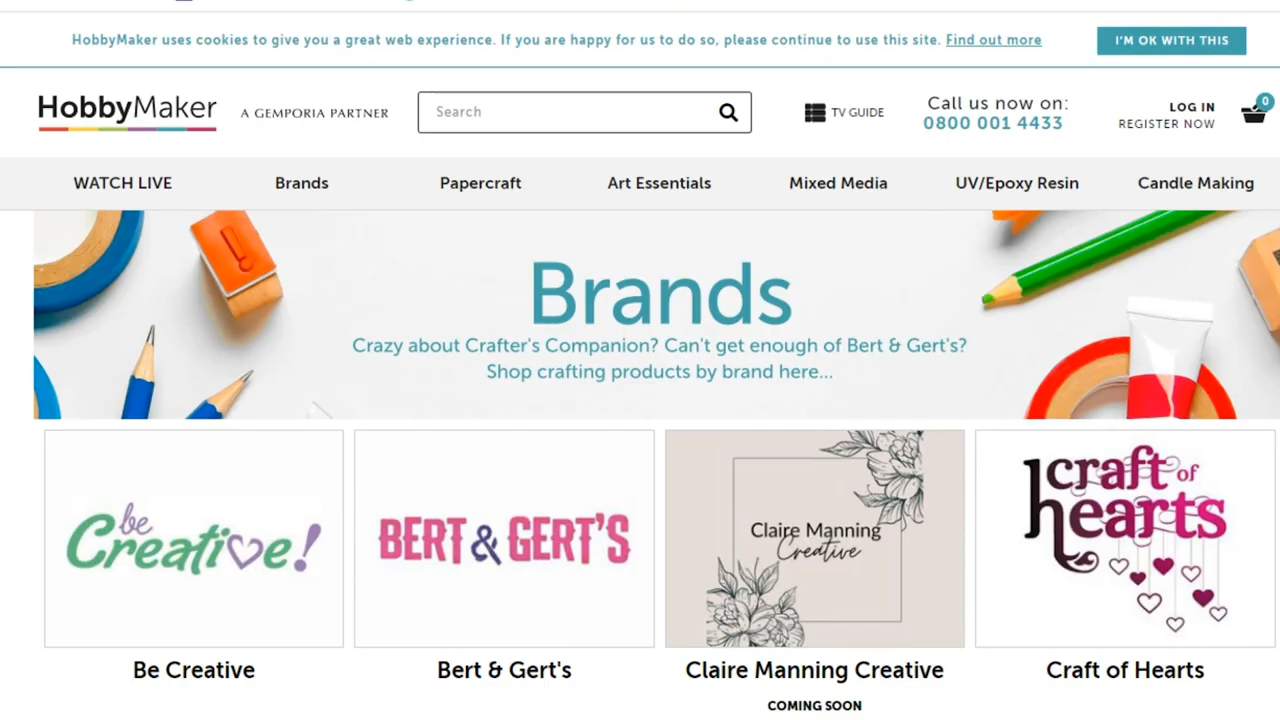 HobbyMaker uses cookies to give you a great web experience. If you are happy for us to do so, please continue to use this site. Find out more
I'M OK WITH THIS
HobbyMaker
A GEMPORIA PARTNER
Search
TV GUIDE
Call us now on:
0800 001 4433
LOG IN
REGISTER NOW
0
WATCH LIVE
Brands
Papercraft
Art Essentials
Mixed Media
UV/Epoxy Resin
Candle Making
Brands
Crazy about Crafter's Companion? Can't get enough of Bert & Gert's?
Shop crafting products by brand here...
be
Creative!
BERT & GERT'S
Claire Manning
Creative
craft of
hearts
Be Creative
Bert & Gert's
Claire Manning Creative
Craft of Hearts
COMING SOON